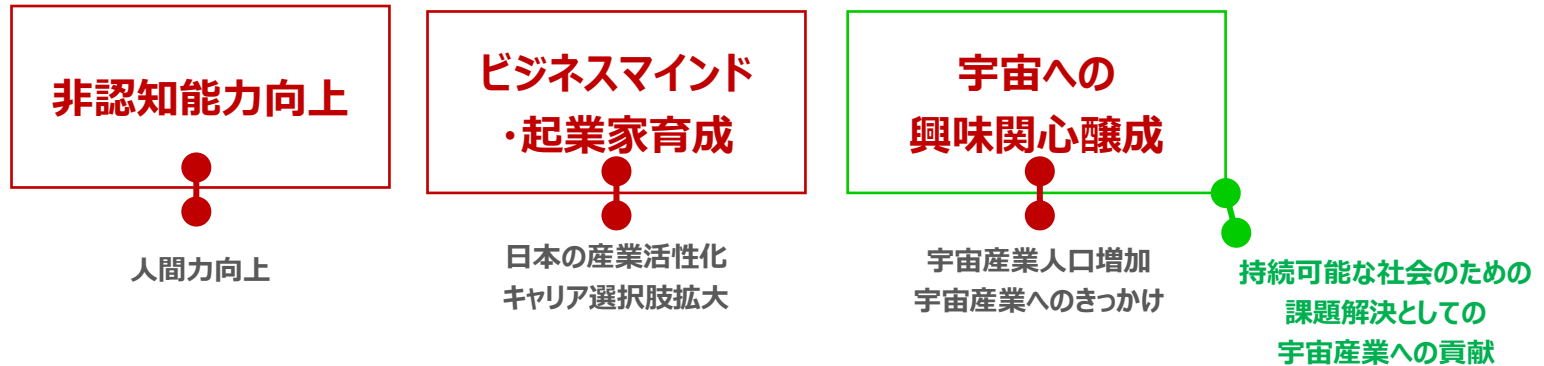 非認知能力向上
ビジネスマインド
・起業家育成
宇宙への
興味関心醸成
人間力向上
日本の産業活性化
キャリア選択肢拡大
宇宙産業人口増加
宇宙産業へのきっかけ
持続可能な社会のための
課題解決としての
宇宙産業への貢献